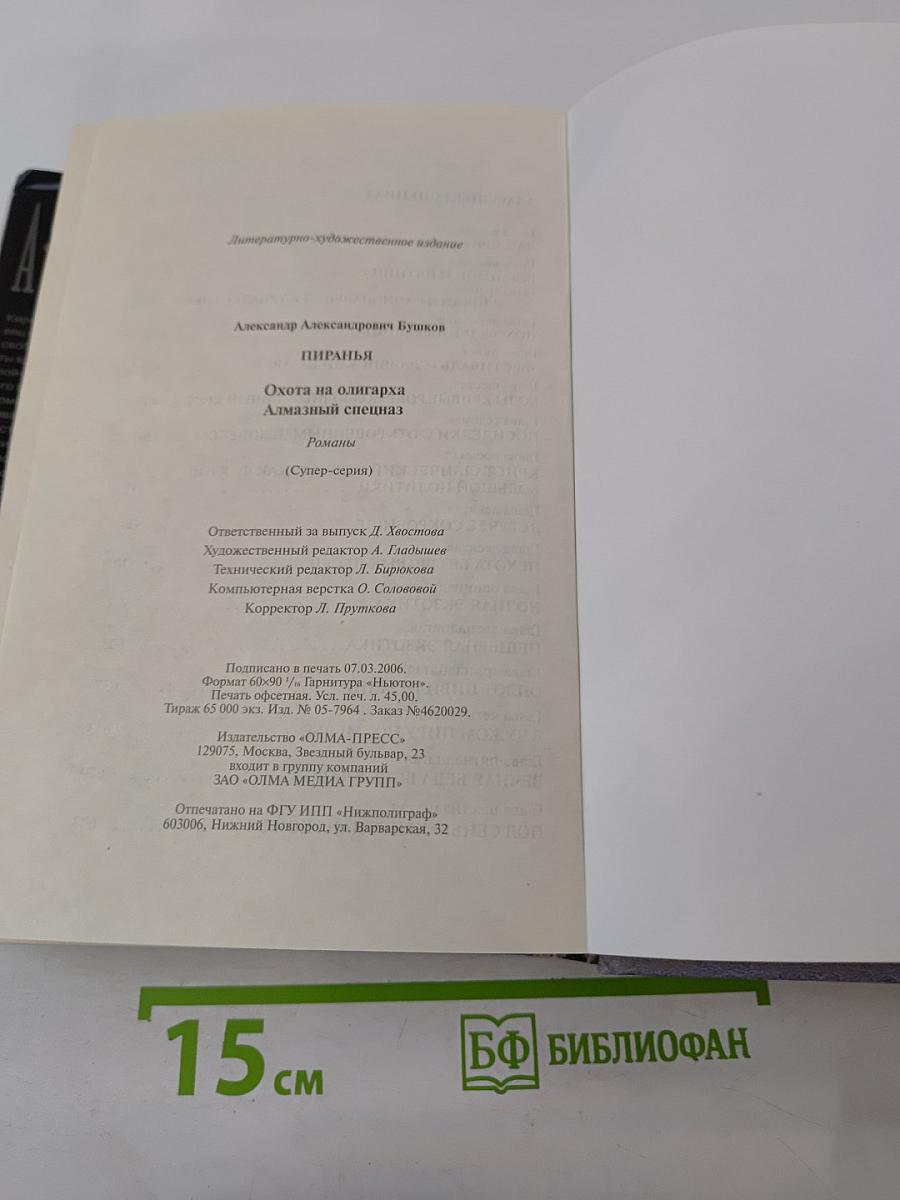 Литературно-художественное издание
Александр Александрович Бушков
ПИРАНЬЯ
Охота на олигарха
Алмазный спецназ
Романы
(Супер-серия)
Ответственный за выпуск Д. Хвостова
Художественный редактор А. Гладышев
Технический редактор Л. Бирюкова
Компьютерная верстка О. Солововой
Корректор Л. Пруткова
Подписано в печать 07.03.2006.
Формат 60×90 1/16 Гарнитура «Ньютон».
Печать офсетная. Усл. печ. л. 45,00.
Тираж 65 000 экз. Изд. № 05-7964 . Заказ №4620029.
Издательство «ОЛМА-ПРЕСС»
129075, Москва, Звездный бульвар, 23
входит в группу компаний
ЗАО «ОЛМА МЕДИА ГРУПП»
Отпечатано на ФГУ ИПП «Нижполиграф»
603006, Нижний Новгород, ул. Варварская, 32
15 см
БФ БИБЛИОФАН